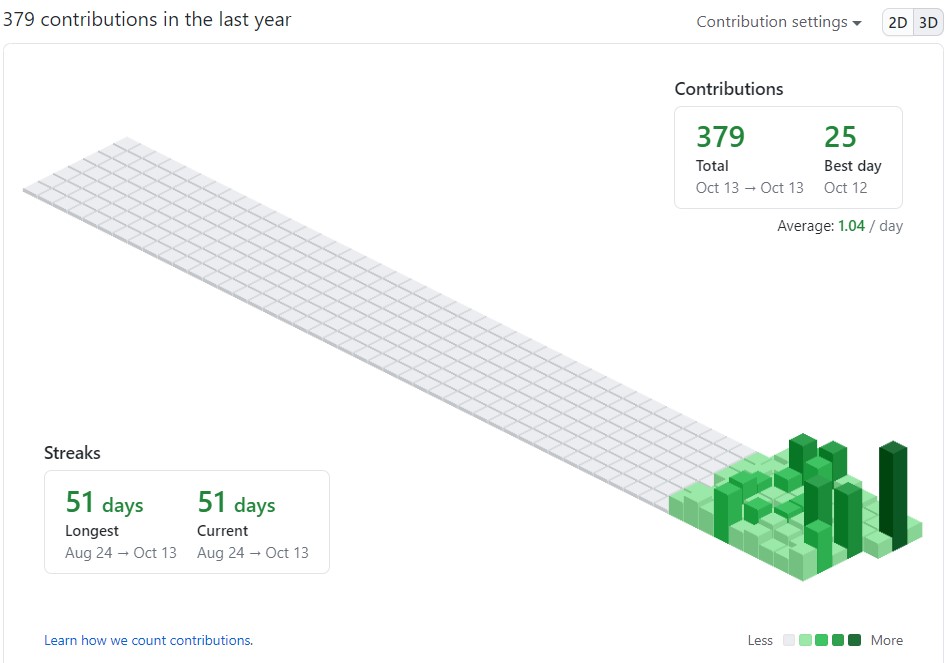 379 contributions in the last year
Contribution settings
2D 3D
Contributions
379 25
Total Best day
Oct 13 → Oct 13 Oct 12
Average: 1.04 / day
Streaks
51 days 51 days
Longest Current
Aug 24 → Oct 13 Aug 24 → Oct 13
Learn how we count contributions.
Less More